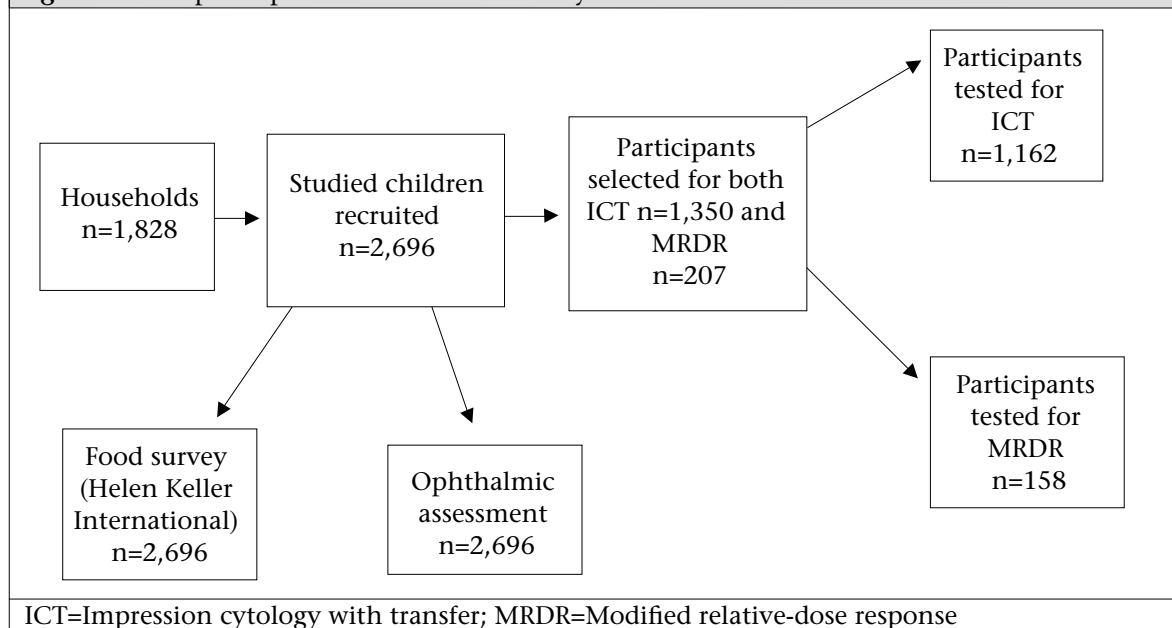 Households
n=1,828
Studied children
recruited
n=2,696
Participants
selected for both
ICT n=1,350 and
MRDR
n=207
Participants
tested for
ICT
n=1,162
Participants
tested for
MRDR
n=158
Food survey
(Helen Keller
International)
n=2,696
Ophthalmic
assessment
n=2,696
ICT=Impression cytology with transfer; MRDR=Modified relative-dose response